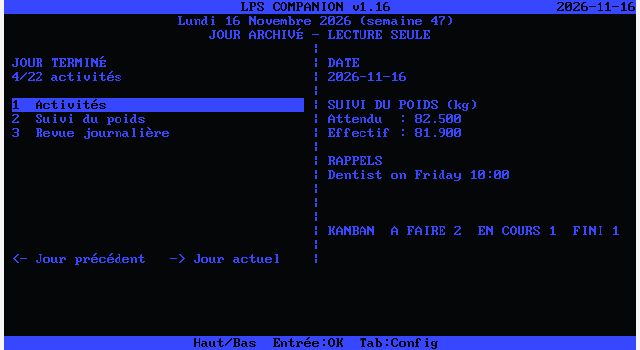 LPS COMPANION v1.16 2026-11-16
Lundi 16 Novembre 2026 (semaine 47)
JOUR ARCHIVÉ - LECTURE SEULE
JOUR TERMINÉ
4/22 activités
1 Activités
2 Suivi du poids
3 Revue journalière
<- Jour précédent -> Jour actuel
DATE
2026-11-16
SUIVI DU POIDS (kg)
Attendu : 82.500
Effectif : 81.900
RAPPELS
Dentist on Friday 10:00
KANBAN A FAIRE 2 EN COURS 1 FINI 1
Haut/Bas Entrée:OK Tab:Config